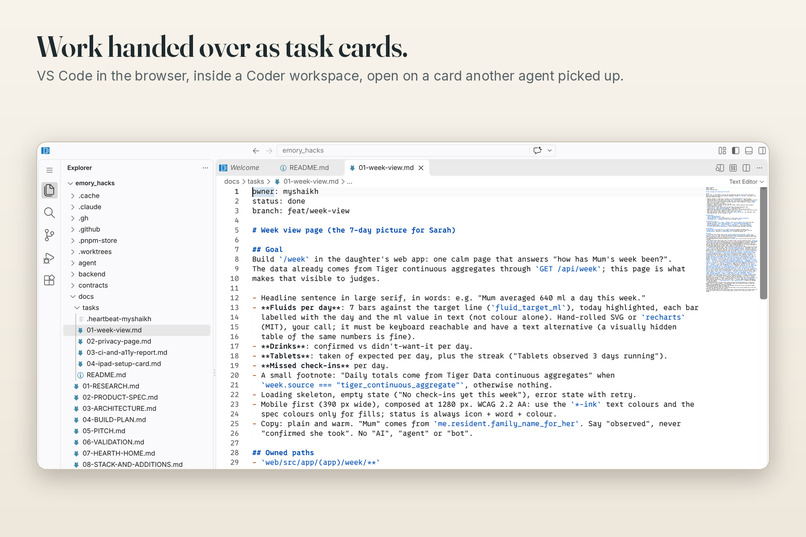 Work handed over as task cards.
VS Code in the browser, inside a Coder workspace, open on a card another agent picked up.
emory_hacks
Explorer
emory_hacks
.cache
.claude
.gh
.github
.pnpm-store
.worktrees
agent
backend
contracts
docs
tasks
.heartbeat-myshaikh
01-week-view.md
02-privacy-page.md
03-ci-and-a11y-report.md
04-ipad-setup-card.md
README.md
01-RESEARCH.md
02-PRODUCT-SPEC.md
03-ARCHITECTURE.md
04-BUILD-PLAN.md
05-PITCH.md
06-VALIDATION.md
07-HEARTH-HOME.md
08-STACK-AND-ADDITIONS.md
Welcome
README.md
01-week-view.md
docs > tasks > 01-week-view.md > ...
Text Editor
1 owner: myshaikh
2 status: done
3 branch: feat/week-view
4
5 # Week view page (the 7-day picture for Sarah)
6
7 ## Goal
8 Build `/week` in the daughter's web app: one calm page that answers "how has Mum's week been?".
9 The data already comes from Tiger continuous aggregates through `GET /api/week`; this page is what
10 makes that visible to judges.
11
12 - Headline sentence in large serif, in words: e.g. "Mum averaged 640 ml a day this week."
13 - **Fluids per day**: 7 bars against the target line (`fluid_target_ml`), today highlighted, each bar
14 labelled with the day and the ml value in text (not colour alone). Hand-rolled SVG or `recharts`
15 (MIT), your call; it must be keyboard reachable and have a text alternative (a visually hidden
16 table of the same numbers is fine).
17 - **Drinks**: confirmed vs didn't-want-it per day.
18 - **Tablets**: taken of expected per day, plus the streak ("Tablets observed 3 days running").
19 - **Missed check-ins** per day.
20 - A small footnote: "Daily totals come from Tiger Data continuous aggregates" when
21 `week.source === "tiger_continuous_aggregate"`, otherwise nothing.
22 - Loading skeleton, empty state ("No check-ins yet this week"), error state with retry.
23 - Mobile first (390 px wide), composed at 1280 px. WCAG 2.2 AA: use the `*-ink` text colours and the
24 spec colours only for fills; status is always icon + word + colour.
25 - Copy: plain and warm. "Mum" comes from `me.resident.family_name_for_her`. Say "observed", never
26 "confirmed she took". No "AI", "agent" or "bot".
27
28 ## Owned paths
29 - `web/src/app/(app)/week/**`